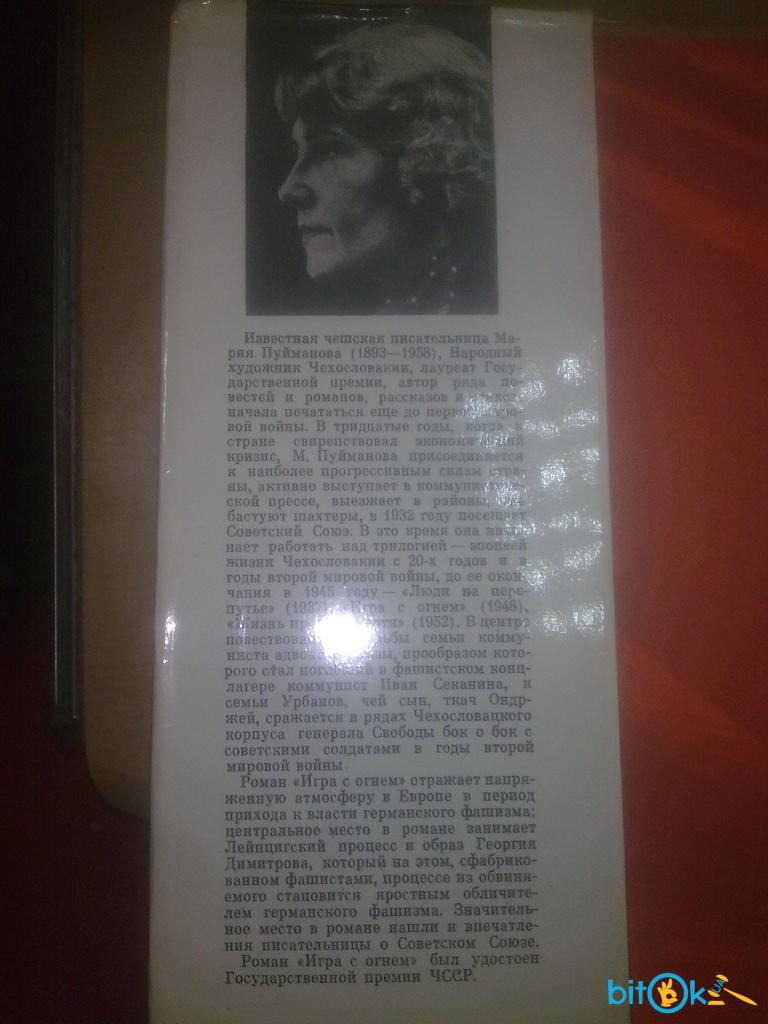 Известная чешская писательница Ма-
рия Пуйманова (1893—1958), Народный
художник Чехословакии, лауреат Госу-
дарственной премии, автор ряда по-
вестей и романов, рассказов и
начала печататься еще до
вой войны. В тридцатые годы, когда в
стране свирепствовал
кризис, М. Пуйманова присоединяется
к наиболее прогрессивным силам стра-
ны, активно выступает в коммунистиче-
ской прессе, выезжает в районы,
бастуют шахтеры, в 1932 году посещает
Советский Союз. В это время она начи-
нает работать над трилогией — эпопеей
жизни Чехословакии с 20-х годов и в
годы второй мировой войны, до ее окон-
чания в 1945 году — «Люди на пере-
путье» (1937), «Игра с огнем» (1948),
«Жизнь (1952). В центре
семьи комму-
ниста прообразом кото-
рого стал погибший в фашистском конц-
лагере коммунист Иван Секанина, и
семьи Урбанов, чей сын, ткач Ондр-
жей, сражается в рядах Чехословацкого
корпуса генерала Свободы бок о бок с
советскими солдатами в годы второй
мировой войны.
Роман «Игра с огнем» отражает напря-
женную атмосферу в Европе в период
прихода к власти германского фашизма;
центральное место в романе занимает
Лейпцигский процесс и образ Георгия
Димитрова, который на этом, сфабрико-
ванном фашистами, процессе из обвиня-
емого становится яростным обличите-
лем германского фашизма. Значитель-
ное место в романе нашли и впечатле-
ния писательницы о Советском Союзе.
Роман «Игра с огнем» был удостоен
Государственной премии ЧССР.
bitOk UA